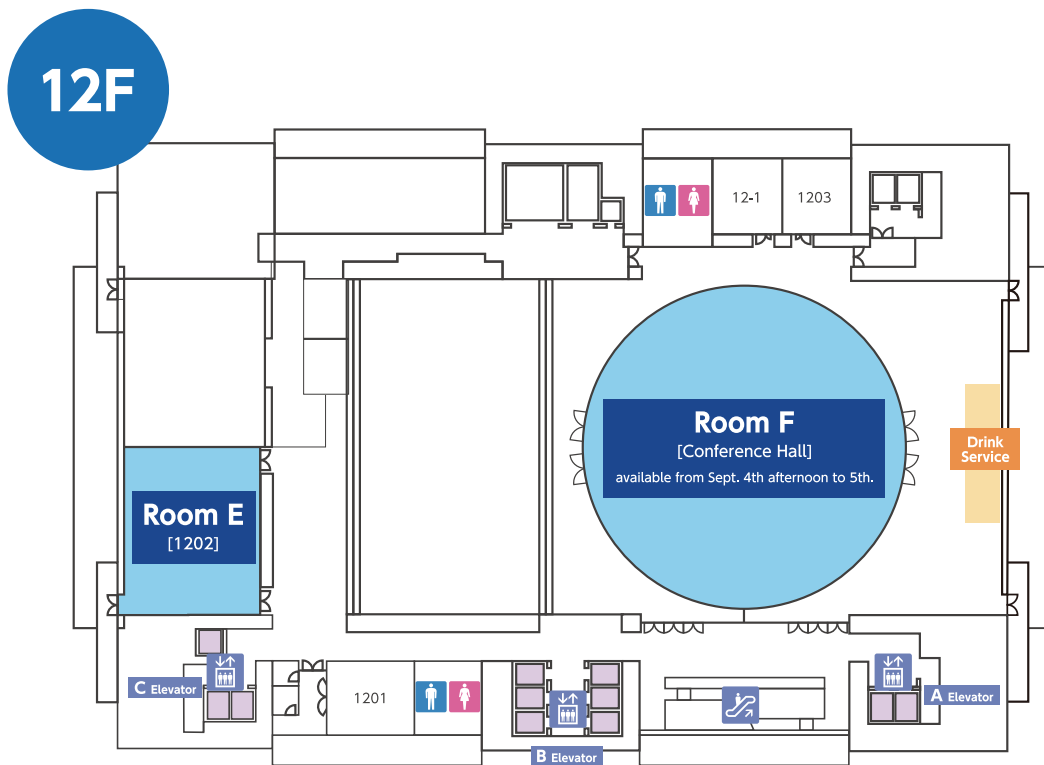 12F
12-1
1203
Room F
[Conference Hall]
available from Sept. 4th afternoon to 5th.
Drink
Service
Room E
[1202]
C Elevator
1201
A Elevator
B Elevator